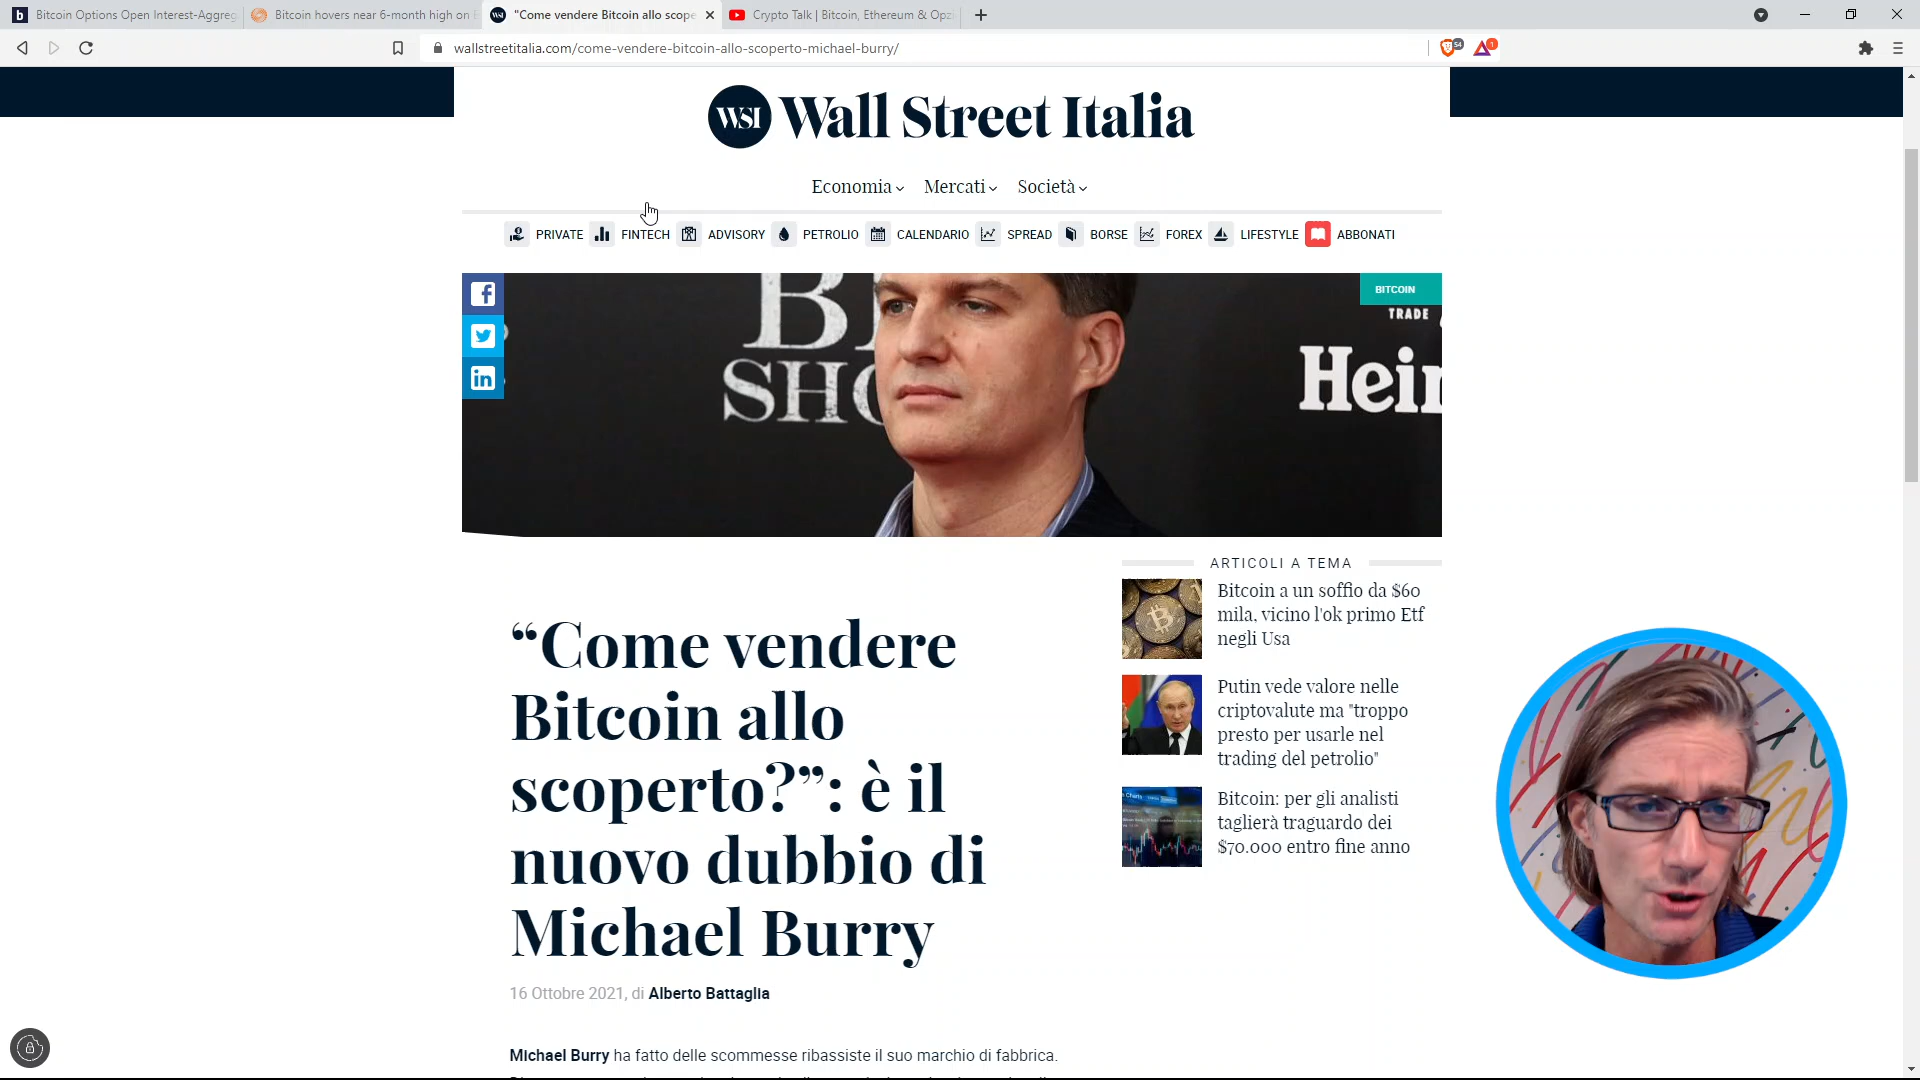 Bitcoin Options Open Interest-Aggreg
Bitcoin hovers near 6-month high on
"Come vendere Bitcoin allo scope
Crypto Talk | Bitcoin, Ethereum & Opz
wallstreetitalia.com/come-vendere-bitcoin-allo-scoperto-michael-burry/
54
1
WSI Wall Street Italia
Economia Mercati Società
PRIVATE FINTECH ADVISORY PETROLIO CALENDARIO SPREAD BORSE FOREX LIFESTYLE ABBONATI
BITCOIN
TRADE
SHO
Hein
ARTICOLI A TEMA
Bitcoin a un soffio da $60
mila, vicino l'ok primo Etf
negli Usa
Putin vede valore nelle
criptovalute ma "troppo
presto per usarle nel
trading del petrolio"
Bitcoin: per gli analisti
taglierà traguardo dei
$70.000 entro fine anno
“Come vendere
Bitcoin allo
scoperto?”: è il
nuovo dubbio di
Michael Burry
16 Ottobre 2021, di Alberto Battaglia
Michael Burry ha fatto delle scommesse ribassiste il suo marchio di fabbrica.